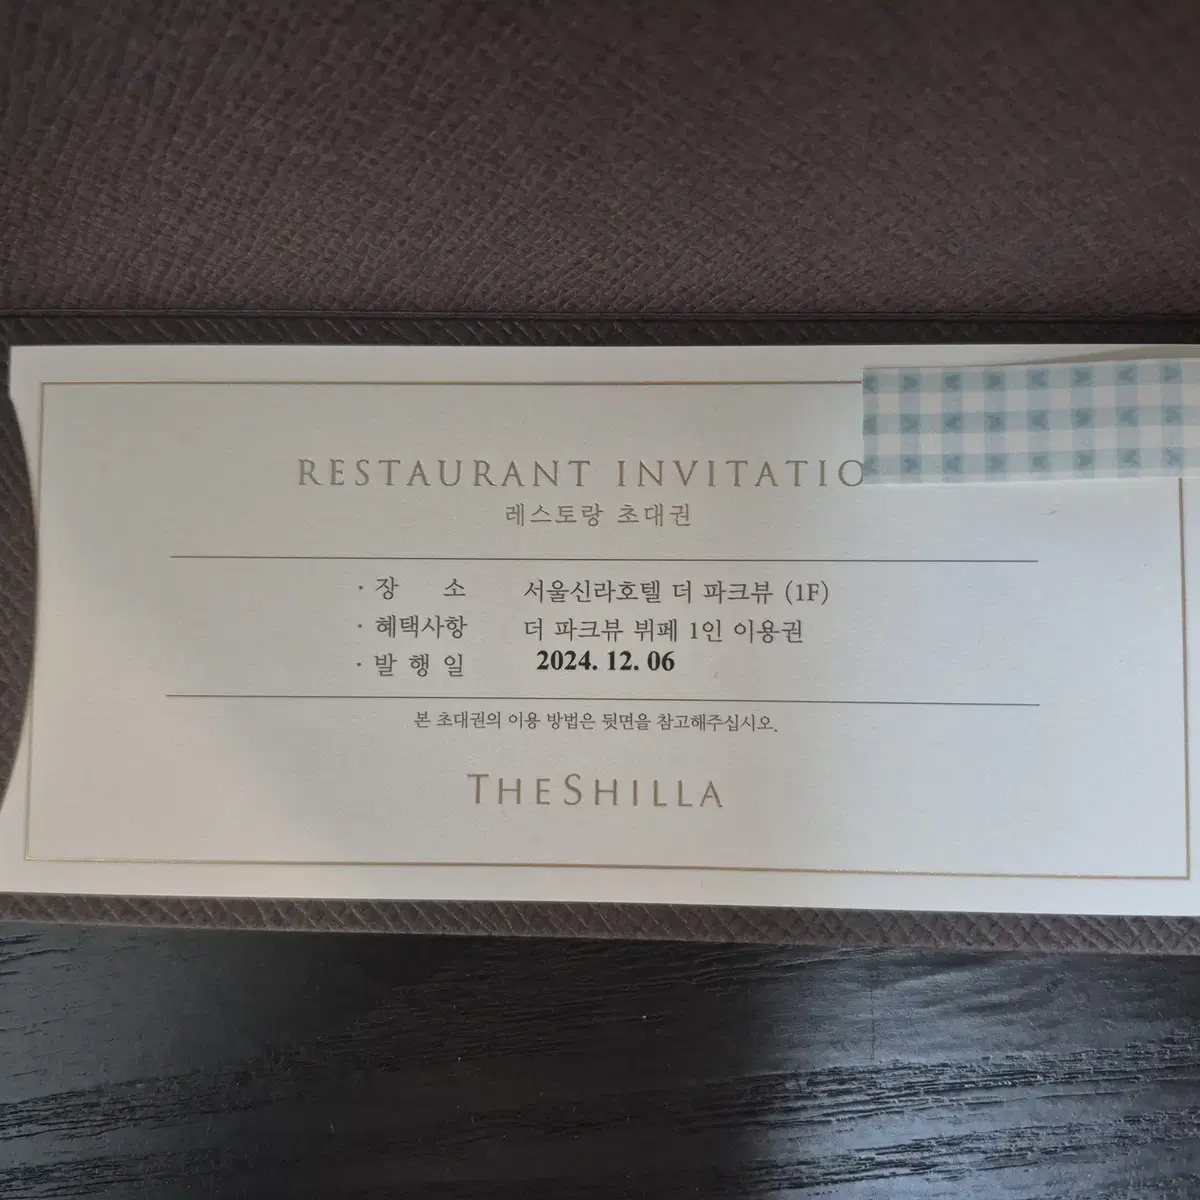 RESTAURANT INVITATIO
레스토랑 초대권
· 장 소 서울신라호텔 더 파크뷰 (1F)
· 혜택사항 더 파크뷰 뷔페 1인 이용권
· 발 행 일 2024. 12. 06
본 초대권의 이용 방법은 뒷면을 참고해주십시오.
THE SHILLA